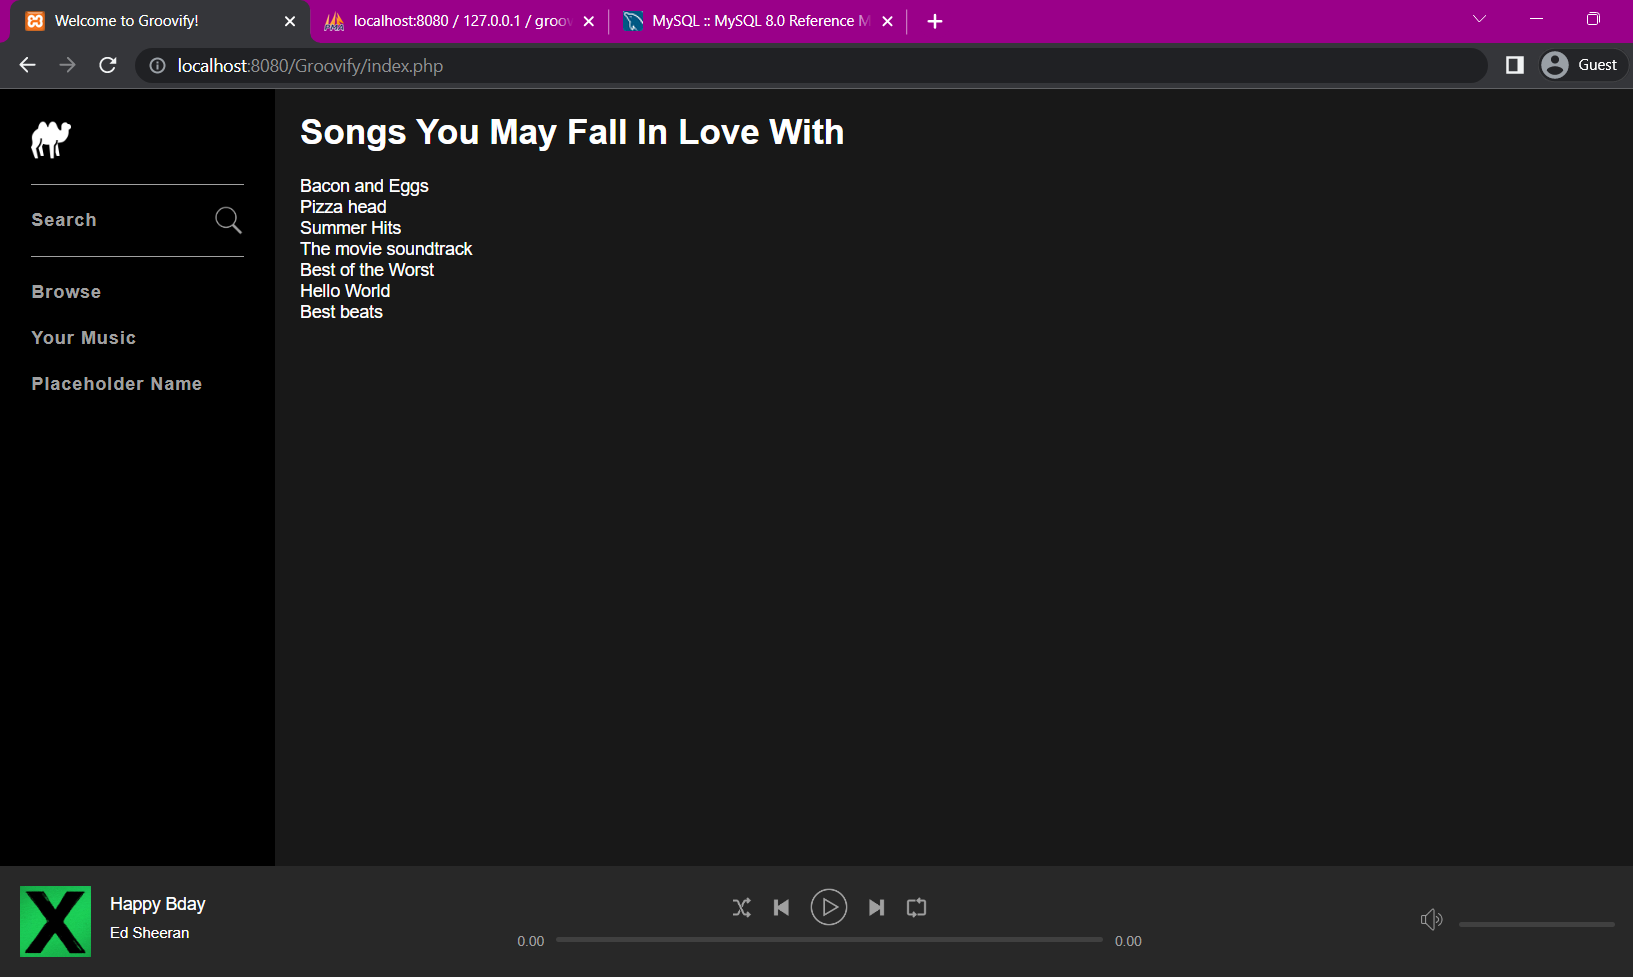 Welcome to Groovify!
localhost:8080 / 127.0.0.1 / groov
MySQL :: MySQL 8.0 Reference M
localhost:8080/Groovify/index.php
Guest
Search
Browse
Your Music
Placeholder Name
Songs You May Fall In Love With
Bacon and Eggs
Pizza head
Summer Hits
The movie soundtrack
Best of the Worst
Hello World
Best beats
Happy Bday
Ed Sheeran
0.00
0.00